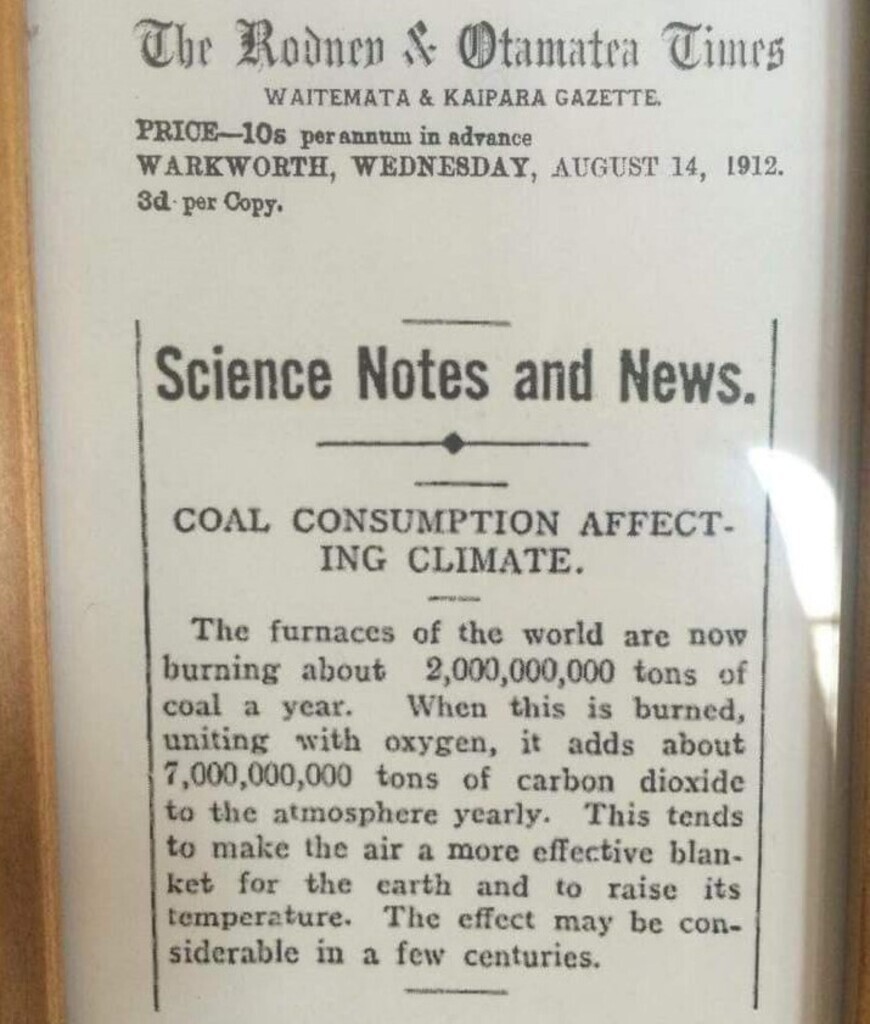 The Rodney & Otamatea Times
WAITEMATA & KAIPARA GAZETTE.
PRICE—10s per annum in advance
WARKWORTH, WEDNESDAY, AUGUST 14, 1912.
3d per Copy.
Science Notes and News.
COAL CONSUMPTION AFFECT-
ING CLIMATE.
The furnaces of the world are now
burning about 2,000,000,000 tons of
coal a year. When this is burned,
uniting with oxygen, it adds about
7,000,000,000 tons of carbon dioxide
to the atmosphere yearly. This tends
to make the air a more effective blan-
ket for the earth and to raise its
temperature. The effect may be con-
siderable in a few centuries.